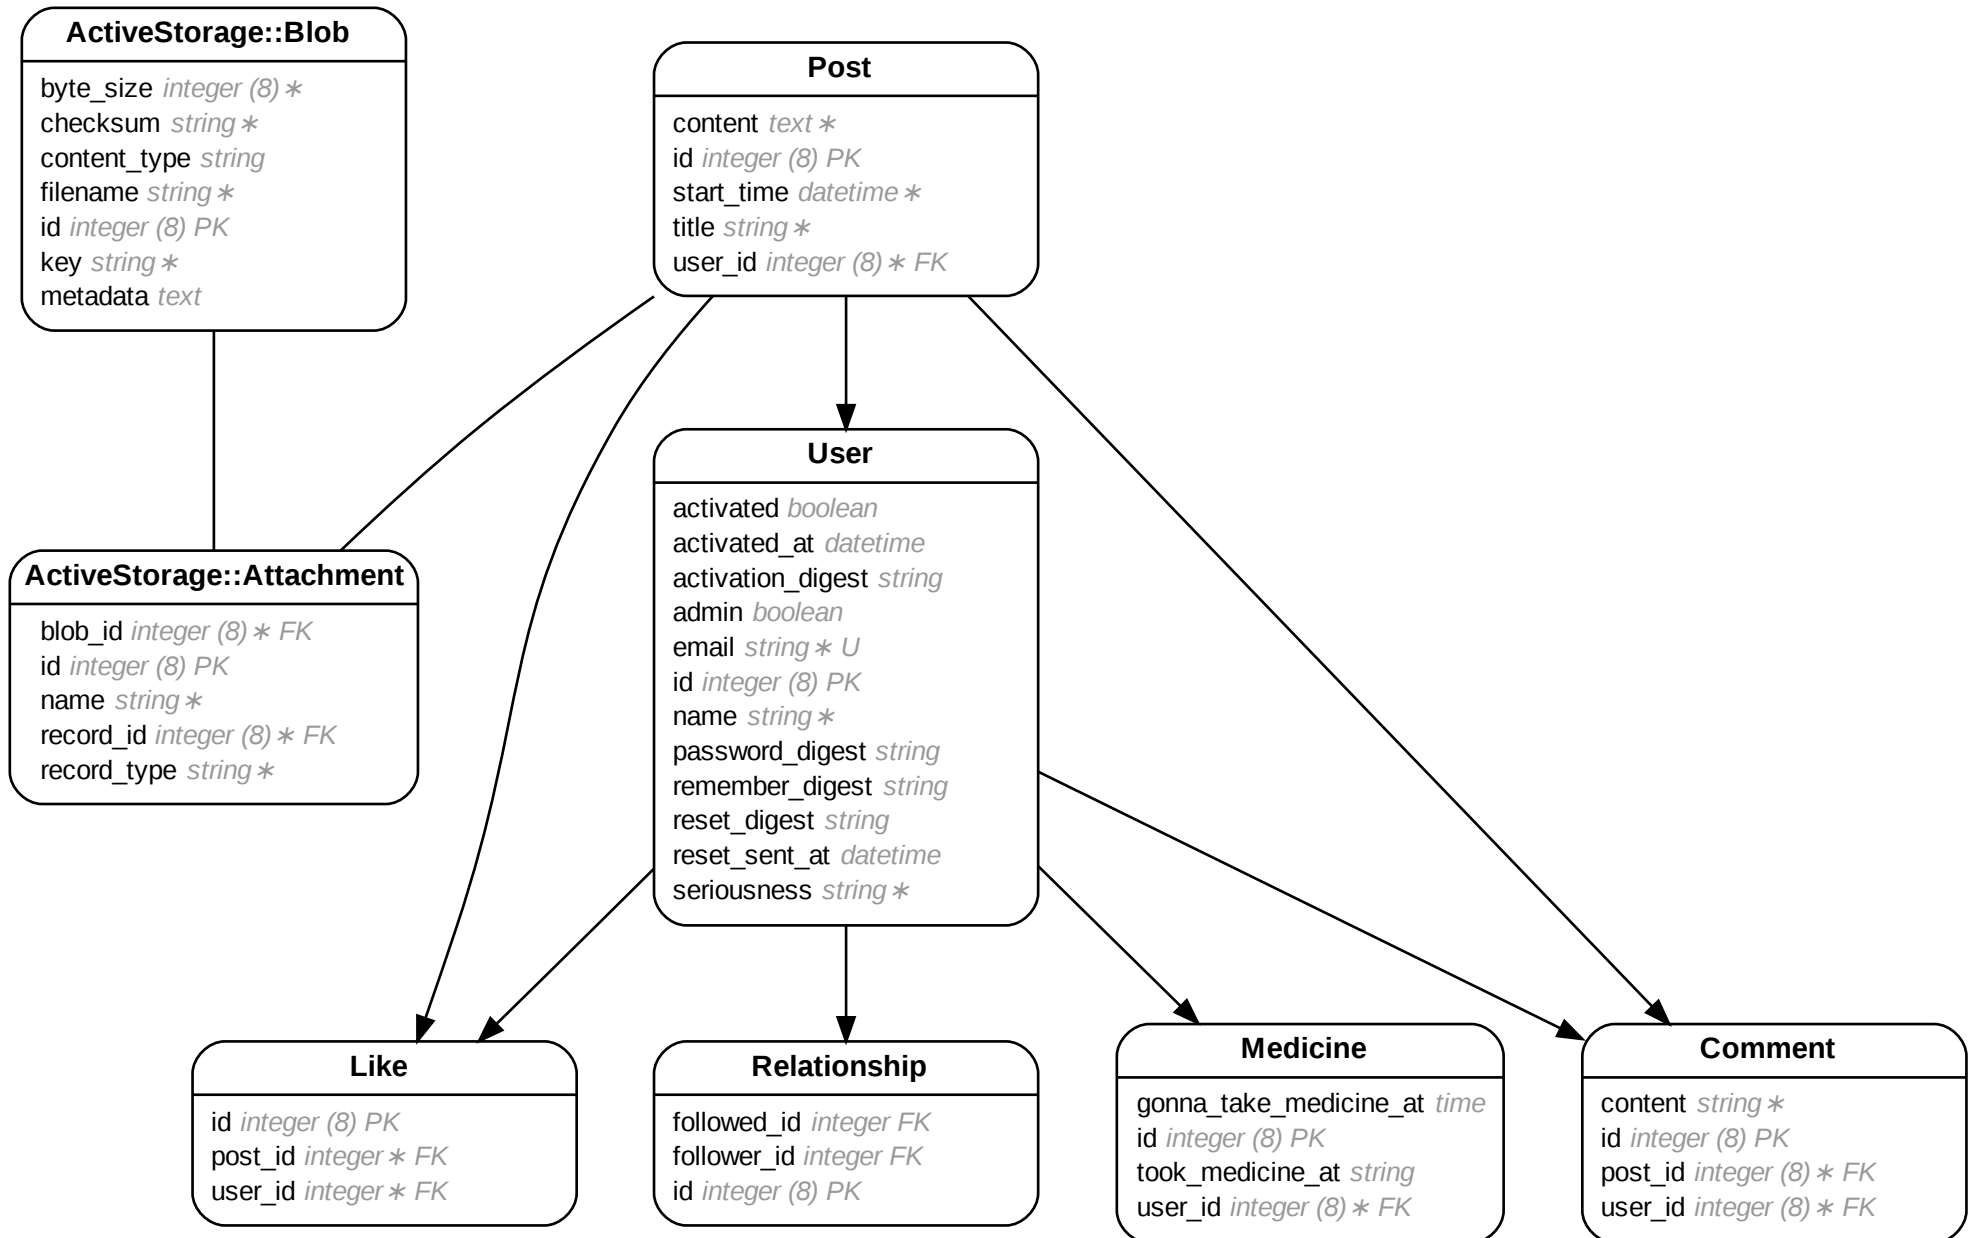 ActiveStorage::Blob
byte_size integer (8) ∗
checksum string ∗
content_type string
filename string ∗
id integer (8) PK
key string ∗
metadata text
Post
content text ∗
id integer (8) PK
start_time datetime ∗
title string ∗
user_id integer (8) ∗ FK
User
activated boolean
activated_at datetime
activation_digest string
admin boolean
email string ∗ U
id integer (8) PK
name string ∗
password_digest string
remember_digest string
reset_digest string
reset_sent_at datetime
seriousness string ∗
ActiveStorage::Attachment
blob_id integer (8) ∗ FK
id integer (8) PK
name string ∗
record_id integer (8) ∗ FK
record_type string ∗
Like
id integer (8) PK
post_id integer ∗ FK
user_id integer ∗ FK
Relationship
followed_id integer FK
follower_id integer FK
id integer (8) PK
Medicine
gonna_take_medicine_at time
id integer (8) PK
took_medicine_at string
user_id integer (8) ∗ FK
Comment
content string ∗
id integer (8) PK
post_id integer (8) ∗ FK
user_id integer (8) ∗ FK